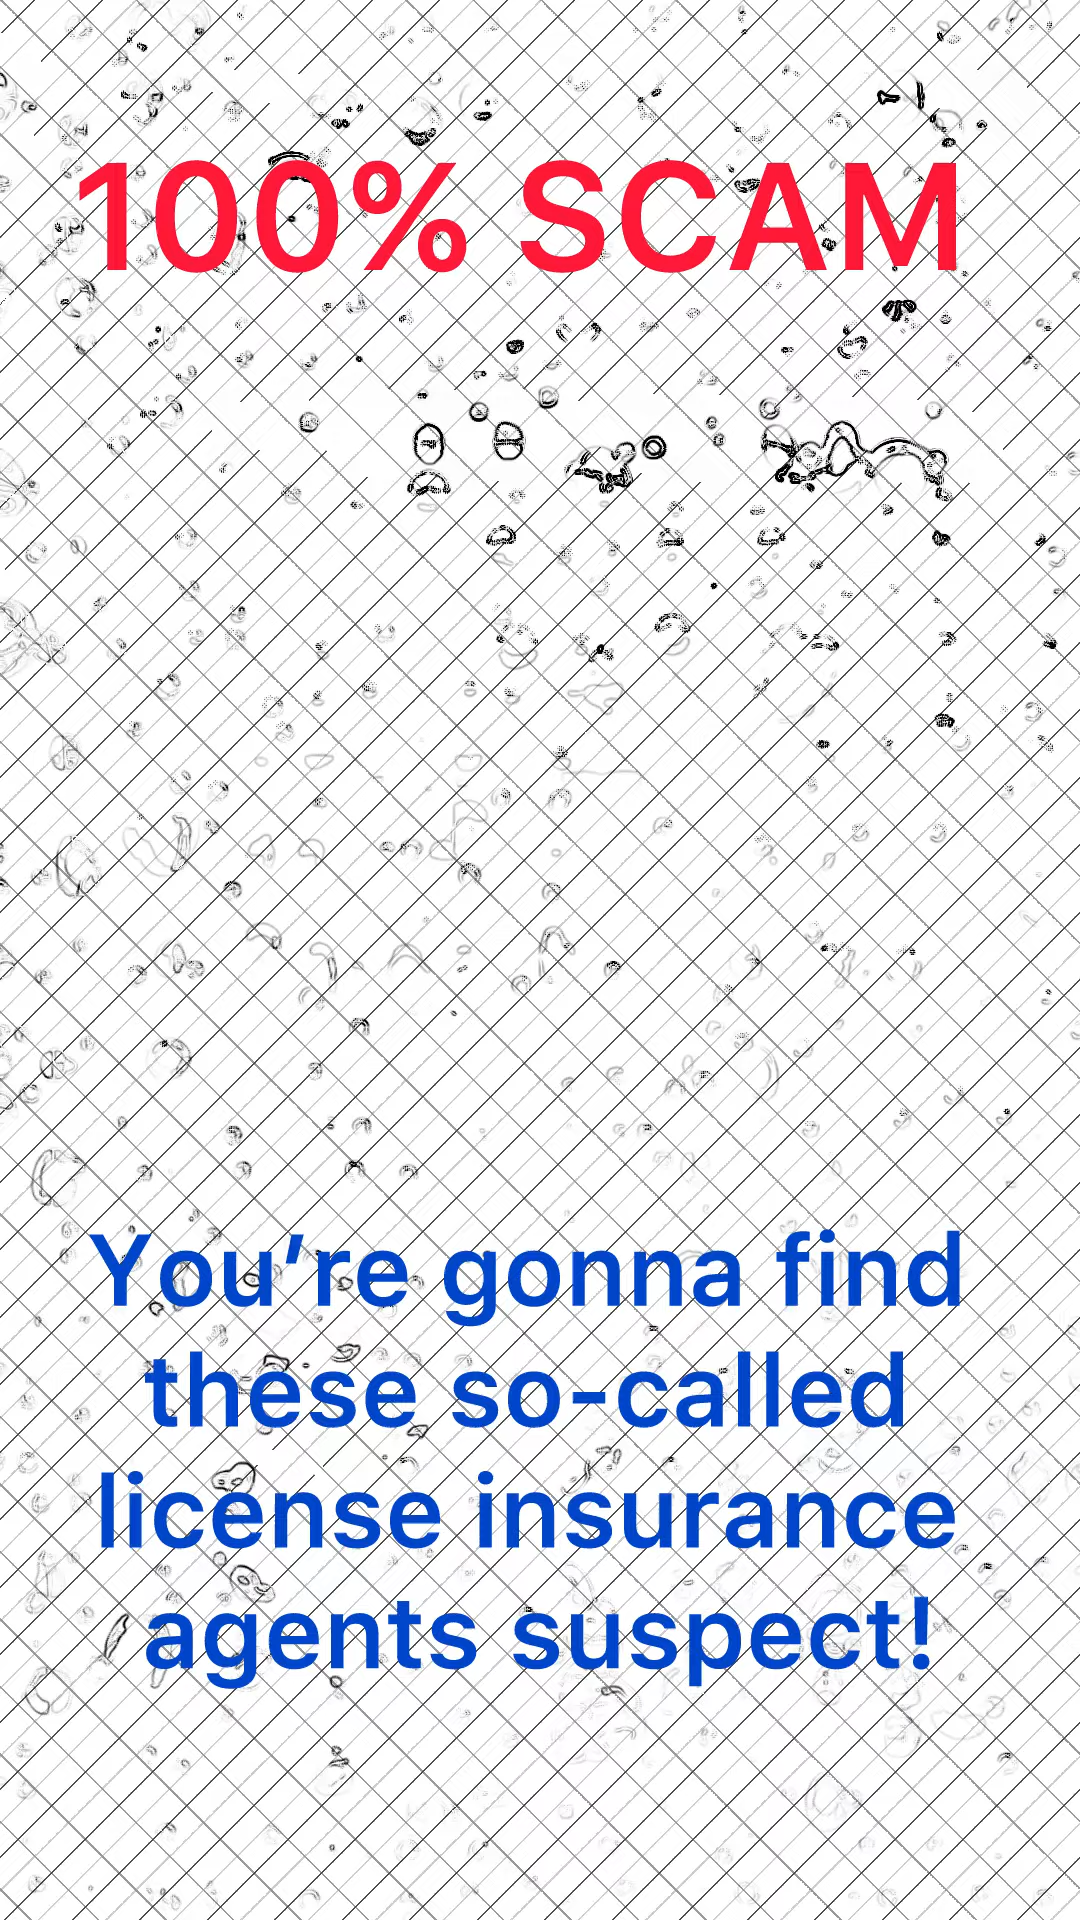 100% SCAM
You’re gonna find
these so-called
license insurance
agents suspect!